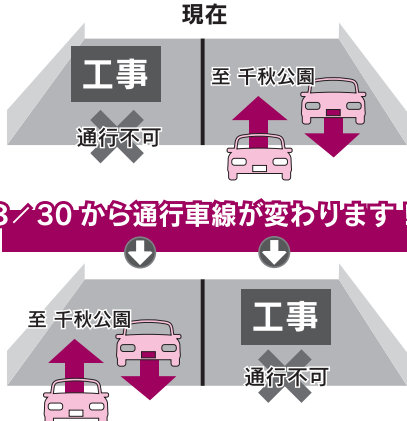 現在
工事
至 千秋公園
通行不可
3／30 から通行車線が変わります！
至 千秋公園
工事
通行不可